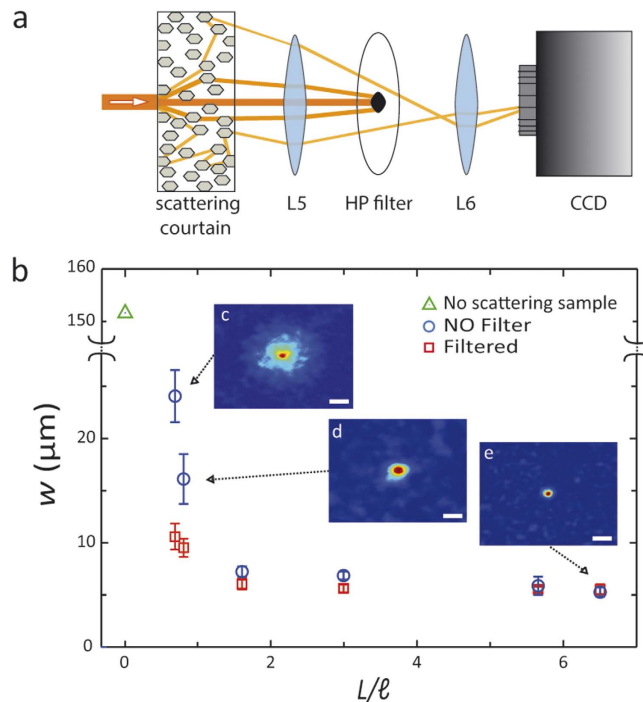 a
scattering
courtain
L5
HP filter
L6
CCD
b
160
150
20
10
0
w (μm)
△ No scattering sample
○ NO Filter
□ Filtered
c
d
e
0
2
4
6
L/ℓ